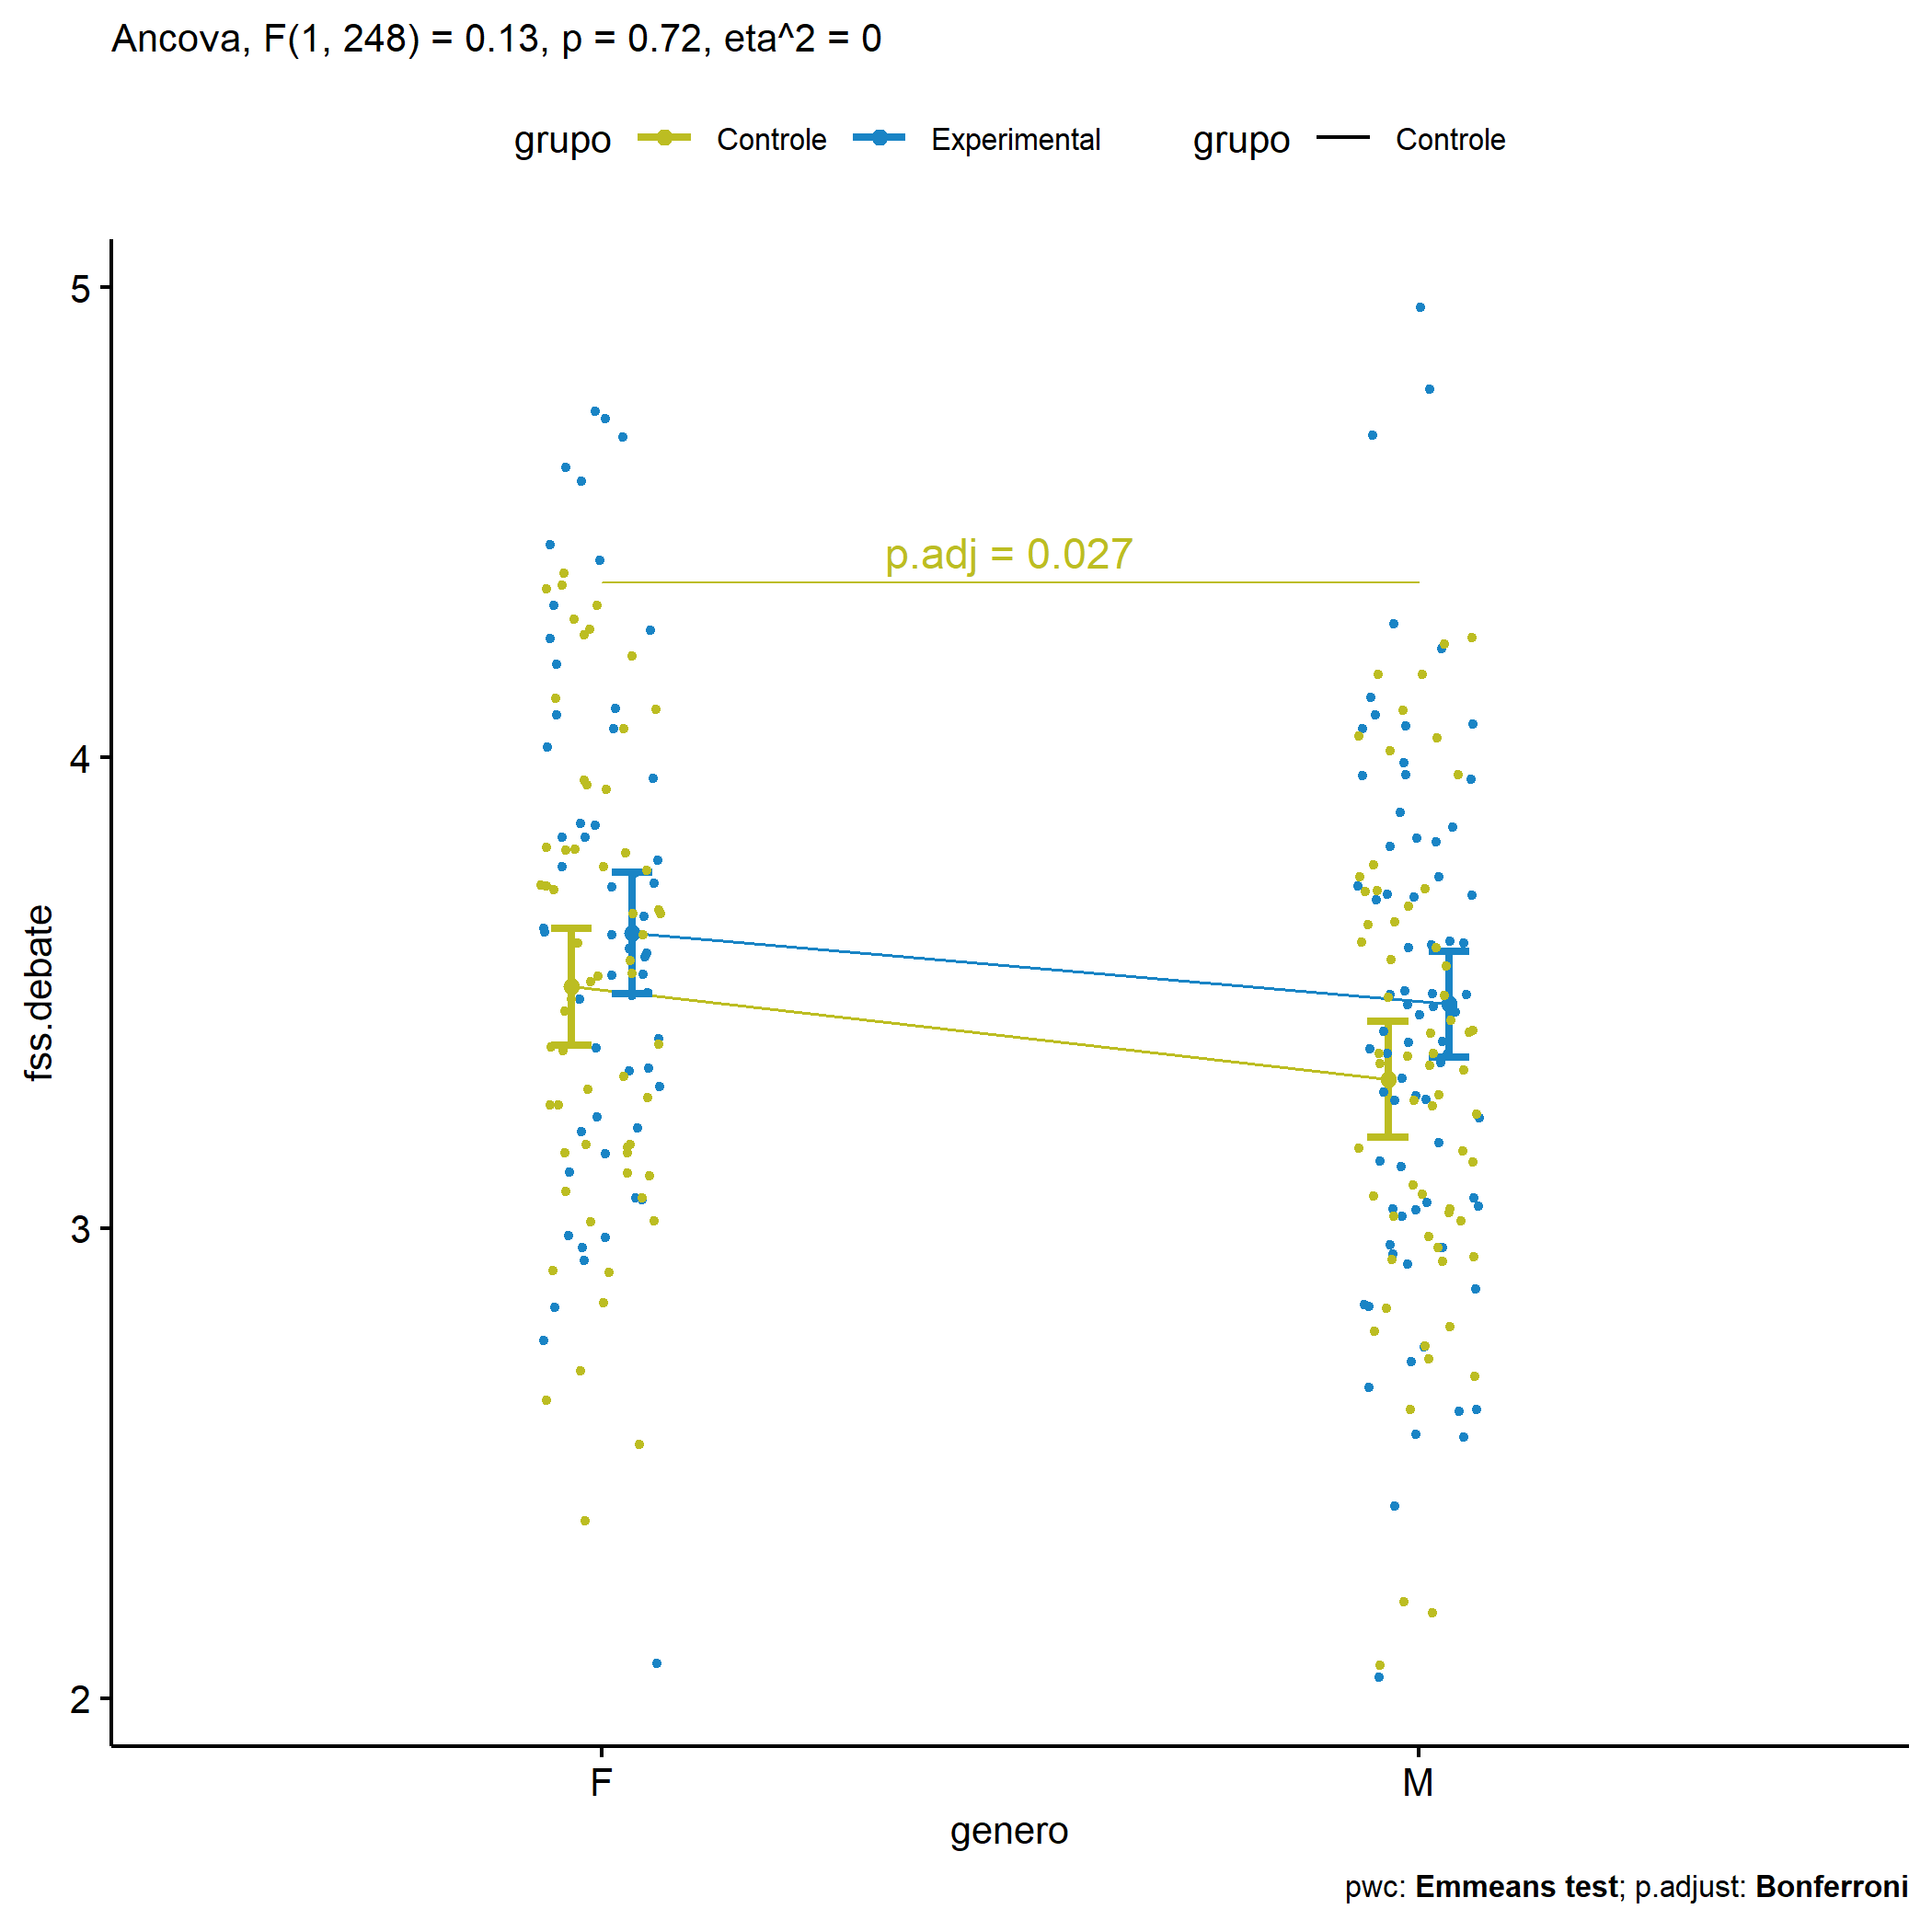 Ancova, F(1, 248) = 0.13, p = 0.72, eta^2 = 0
grupo Controle Experimental grupo Controle
5
p.adj = 0.027
4
fss.debate
3
2
F M
genero
pwc: Emmeans test; p.adjust: Bonferroni